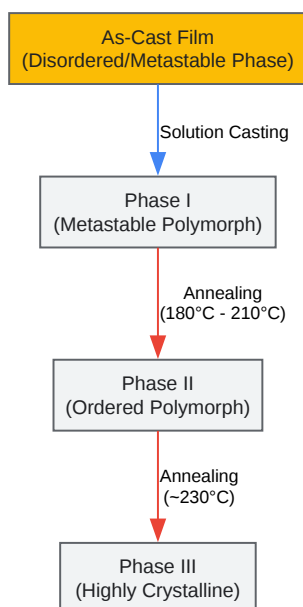 As-Cast Film
(Disordered/Metastable Phase)
Solution Casting
Phase I
(Metastable Polymorph)
Annealing
(180°C - 210°C)
Phase II
(Ordered Polymorph)
Annealing
(~230°C)
Phase III
(Highly Crystalline)